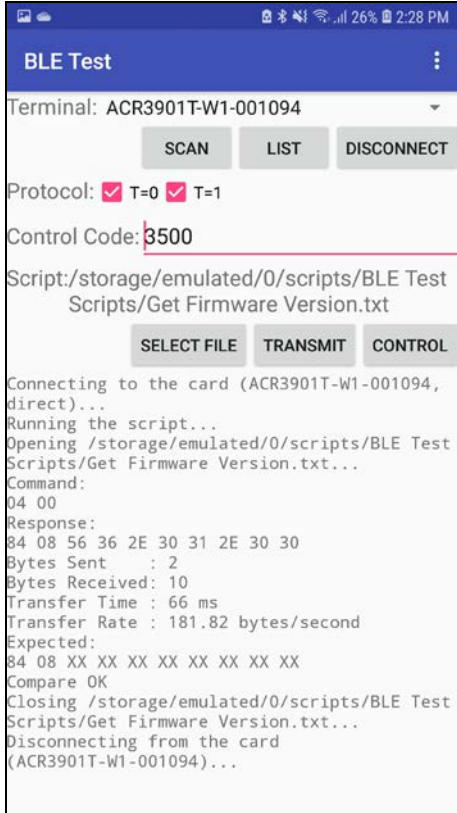 26% 2:28 PM
BLE Test
Terminal: ACR3901T-W1-001094
SCAN LIST DISCONNECT
Protocol: T=0 T=1
Control Code: 3500
Script:/storage/emulated/0/scripts/BLE Test
Scripts/Get Firmware Version.txt
SELECT FILE TRANSMIT CONTROL
Connecting to the card (ACR3901T-W1-001094,
direct)...
Running the script...
Opening /storage/emulated/0/scripts/BLE Test
Scripts/Get Firmware Version.txt...
Command:
04 00
Response:
84 08 56 36 2E 30 31 2E 30 30
Bytes Sent : 2
Bytes Received: 10
Transfer Time : 66 ms
Transfer Rate : 181.82 bytes/second
Expected:
84 08 XX XX XX XX XX XX XX XX
Compare OK
Closing /storage/emulated/0/scripts/BLE Test
Scripts/Get Firmware Version.txt...
Disconnecting from the card
(ACR3901T-W1-001094)...